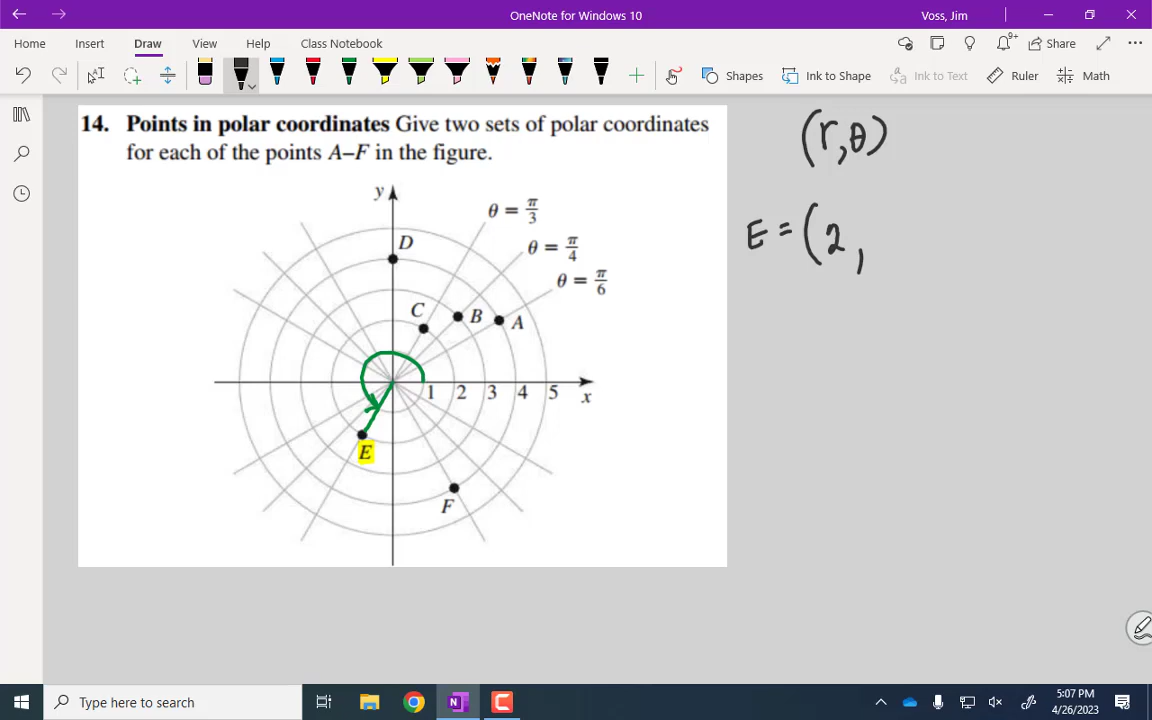 OneNote for Windows 10
Voss, Jim
Home Insert Draw View Help Class Notebook
9+
Share
Shapes
Ink to Shape
Ink to Text
Ruler
Math
14. Points in polar coordinates Give two sets of polar coordinates
for each of the points A–F in the figure.
(r,θ)
y
θ = π/3
E = (2,
D
θ = π/4
θ = π/6
C
B
A
1 2 3 4 5 x
E
F
Type here to search
5:07 PM
4/26/2023